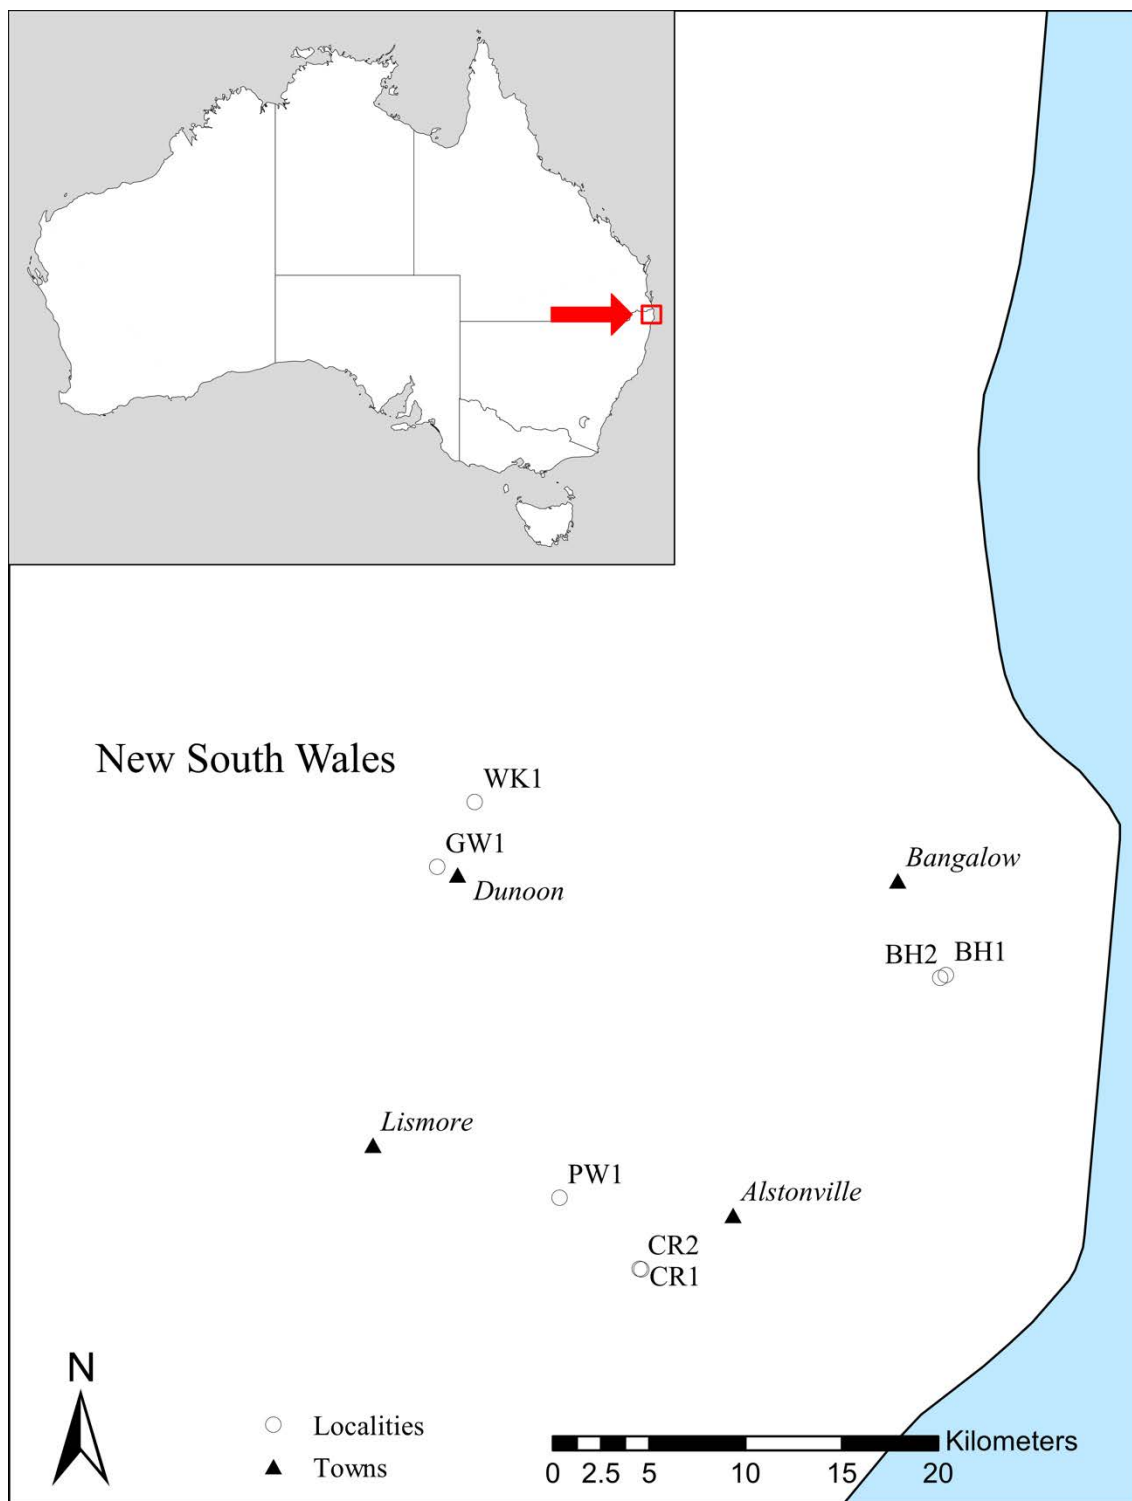 New South Wales
WK1
GW1
Dunoon
Bangalow
BH2
BH1
Lismore
PW1
Alstonville
CR2
CR1
N
Localities
Towns
Kilometers
0 2.5 5 10 15 20